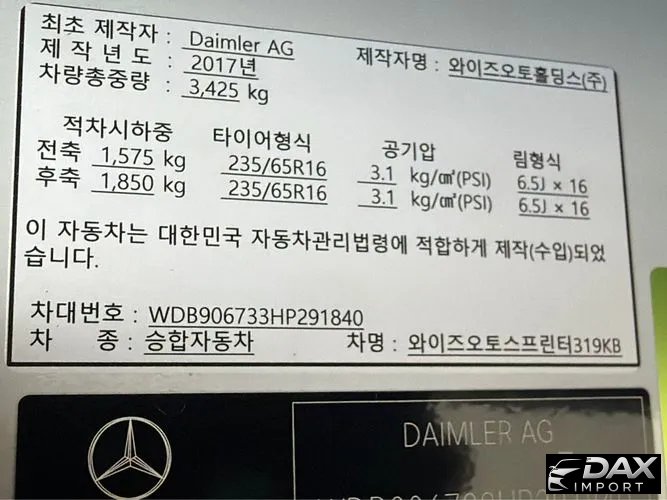 최초 제작자 : Daimler AG
제 작 년 도 : 2017년 제작자명 : 와이즈오토홀딩스(주)
차량총중량 : 3,425 kg
적차시하중 타이어형식 공기압 림형식
전축 1,575 kg 235/65R16 3.1 kg/㎠(PSI) 6.5J × 16
후축 1,850 kg 235/65R16 3.1 kg/㎠(PSI) 6.5J × 16
이 자동차는 대한민국 자동차관리법령에 적합하게 제작(수입)되었
습니다.
차대번호 : WDB906733HP291840
차 종 : 승합자동차 차명 : 와이즈오토스프린터319KB
DAIMLER AG
DAX
IMPORT